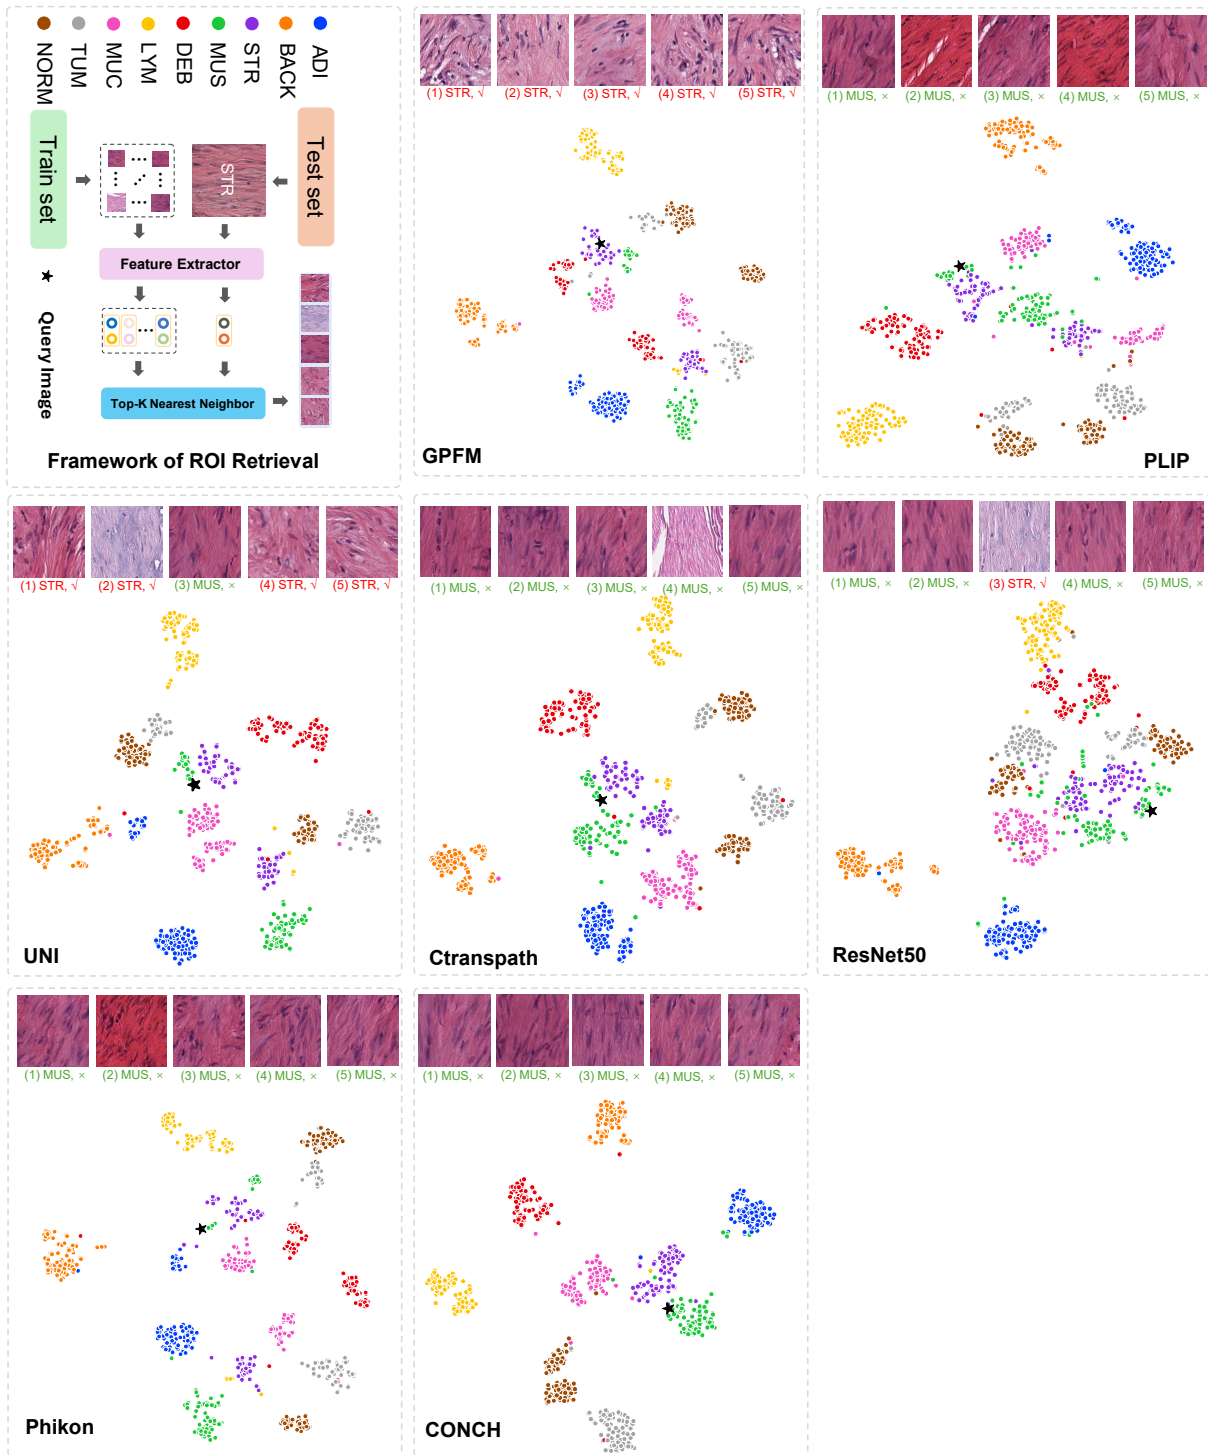 NORM
TUM
MUC
LYM
DEB
MUS
STR
BACK
ADI
Train set
STR
Test set
Feature Extractor
Query Image
Top-K Nearest Neighbor
Framework of ROI Retrieval
(1) STR, √
(2) STR, √
(3) STR, √
(4) STR, √
(5) STR, √
GPFM
(1) MUS, ×
(2) MUS, ×
(3) MUS, ×
(4) MUS, ×
(5) MUS, ×
PLIP
(1) STR, √
(2) STR, √
(3) MUS, ×
(4) STR, √
(5) STR, √
UNI
(1) MUS, ×
(2) MUS, ×
(3) MUS, ×
(4) MUS, ×
(5) MUS, ×
Ctranspath
(1) MUS, ×
(2) MUS, ×
(3) STR, √
(4) MUS, ×
(5) MUS, ×
ResNet50
(1) MUS, ×
(2) MUS, ×
(3) MUS, ×
(4) MUS, ×
(5) MUS, ×
Phikon
(1) MUS, ×
(2) MUS, ×
(3) MUS, ×
(4) MUS, ×
(5) MUS, ×
CONCH